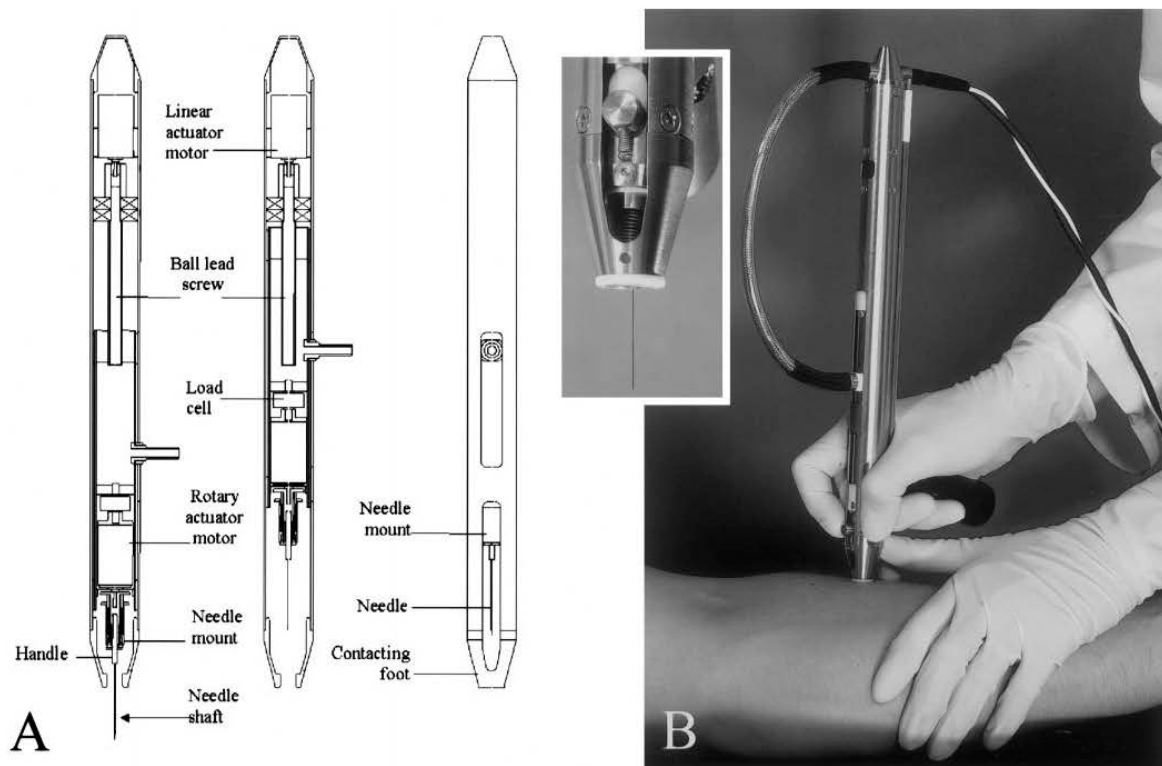 Linear
actuator
motor
Ball lead
screw
Load
cell
Rotary
actuator
motor
Needle
mount
Handle
Needle
shaft
Needle
mount
Needle
Contacting
foot
A
B